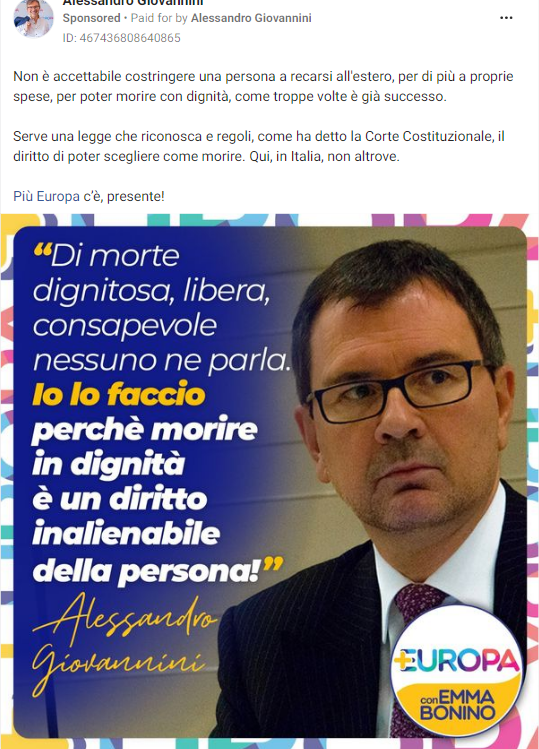 Alessandro Giovannini
Sponsored • Paid for by Alessandro Giovannini
ID: 467436808640865
Non è accettabile costringere una persona a recarsi all'estero, per di più a proprie
spese, per poter morire con dignità, come troppe volte è già successo.
Serve una legge che riconosca e regoli, come ha detto la Corte Costituzionale, il
diritto di poter scegliere come morire. Qui, in Italia, non altrove.
Più Europa c'è, presente!
“Di morte
dignitosa, libera,
consapevole
nessuno ne parla.
Io lo faccio
perchè morire
in dignità
è un diritto
inalienabile
della persona!”
Alessandro
Giovannini
+EUROPA
con EMMA
BONINO